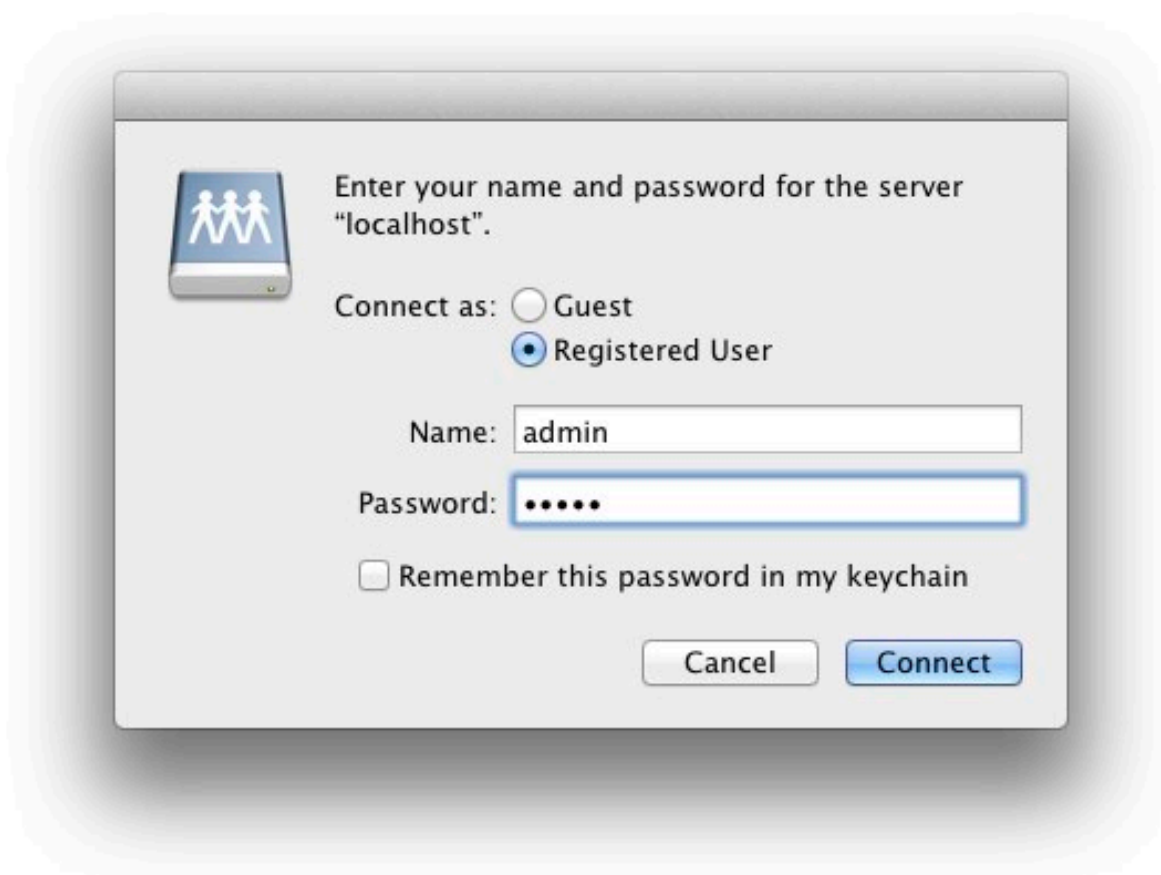 Enter your name and password for the server
“localhost”.
Connect as: Guest
Registered User
Name: admin
Password: •••••
Remember this password in my keychain
Cancel Connect